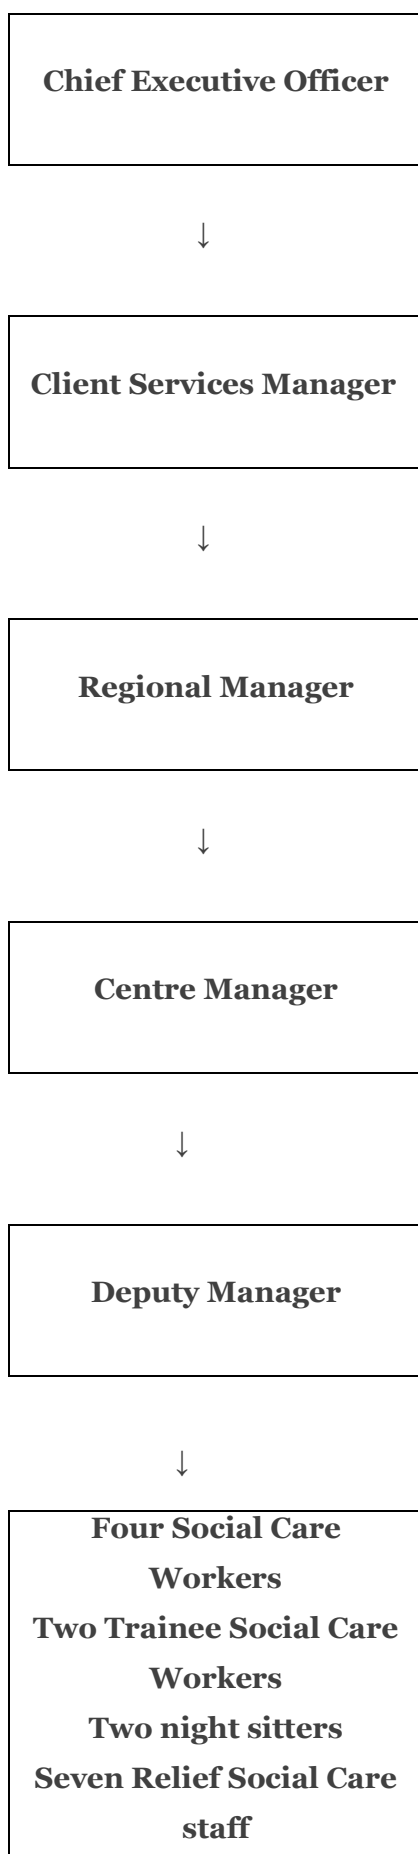 Chief Executive Officer
↓
Client Services Manager
↓
Regional Manager
↓
Centre Manager
↓
Deputy Manager
↓
Four Social Care
Workers
Two Trainee Social Care
Workers
Two night sitters
Seven Relief Social Care
staff